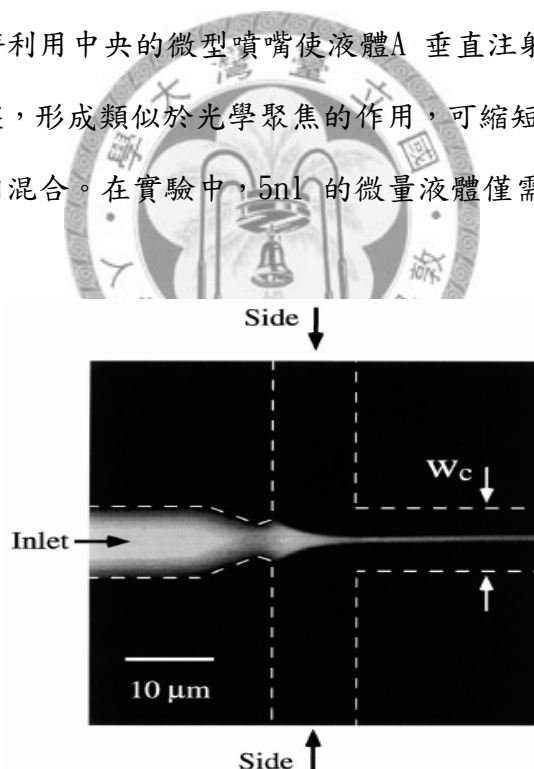 利用中央的微型噴嘴使液體A 垂直注射
,形成類似於光學聚焦的作用,可縮短
混合。在實驗中,5nl 的微量液體僅需
Side
Wc
Inlet
10 μm
Side